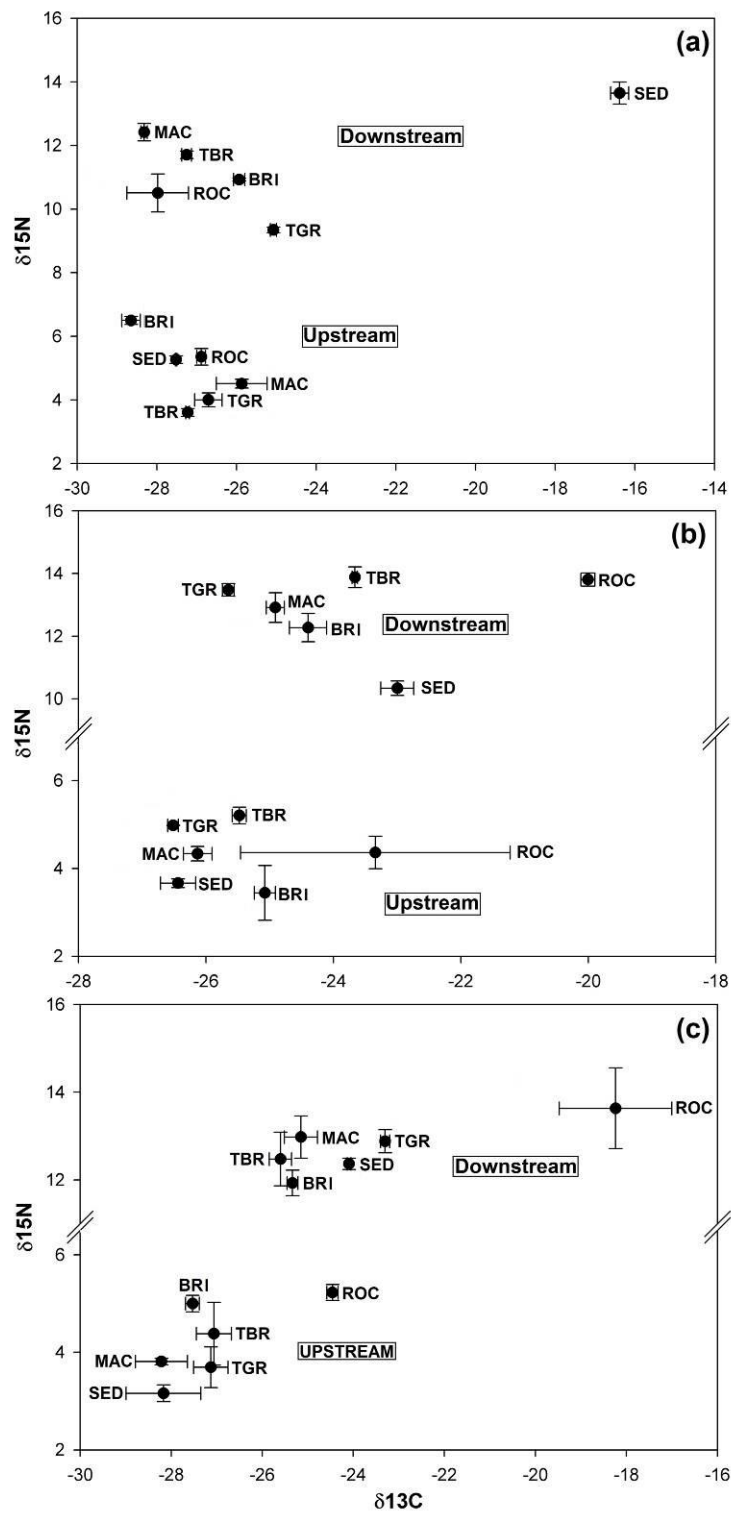 16
(a)
14
SED
MAC
Downstream
12
TBR
BRI
ROC
10
TGR
δ15N
8
BRI
6
Upstream
SED
ROC
MAC
4
TGR
TBR
2
-30 -28 -26 -24 -22 -20 -18 -16 -14
16
(b)
TBR
14
ROC
TGR
MAC
Downstream
12
BRI
SED
10
δ15N
6
TBR
TGR
MAC
ROC
4
SED
BRI
Upstream
2
-28 -26 -24 -22 -20 -18
16
(c)
14
ROC
MAC
TGR
TBR
SED
Downstream
12
BRI
δ15N
6
BRI
ROC
TBR
4
UPSTREAM
MAC
TGR
SED
2
-30 -28 -26 -24 -22 -20 -18 -16
δ13C